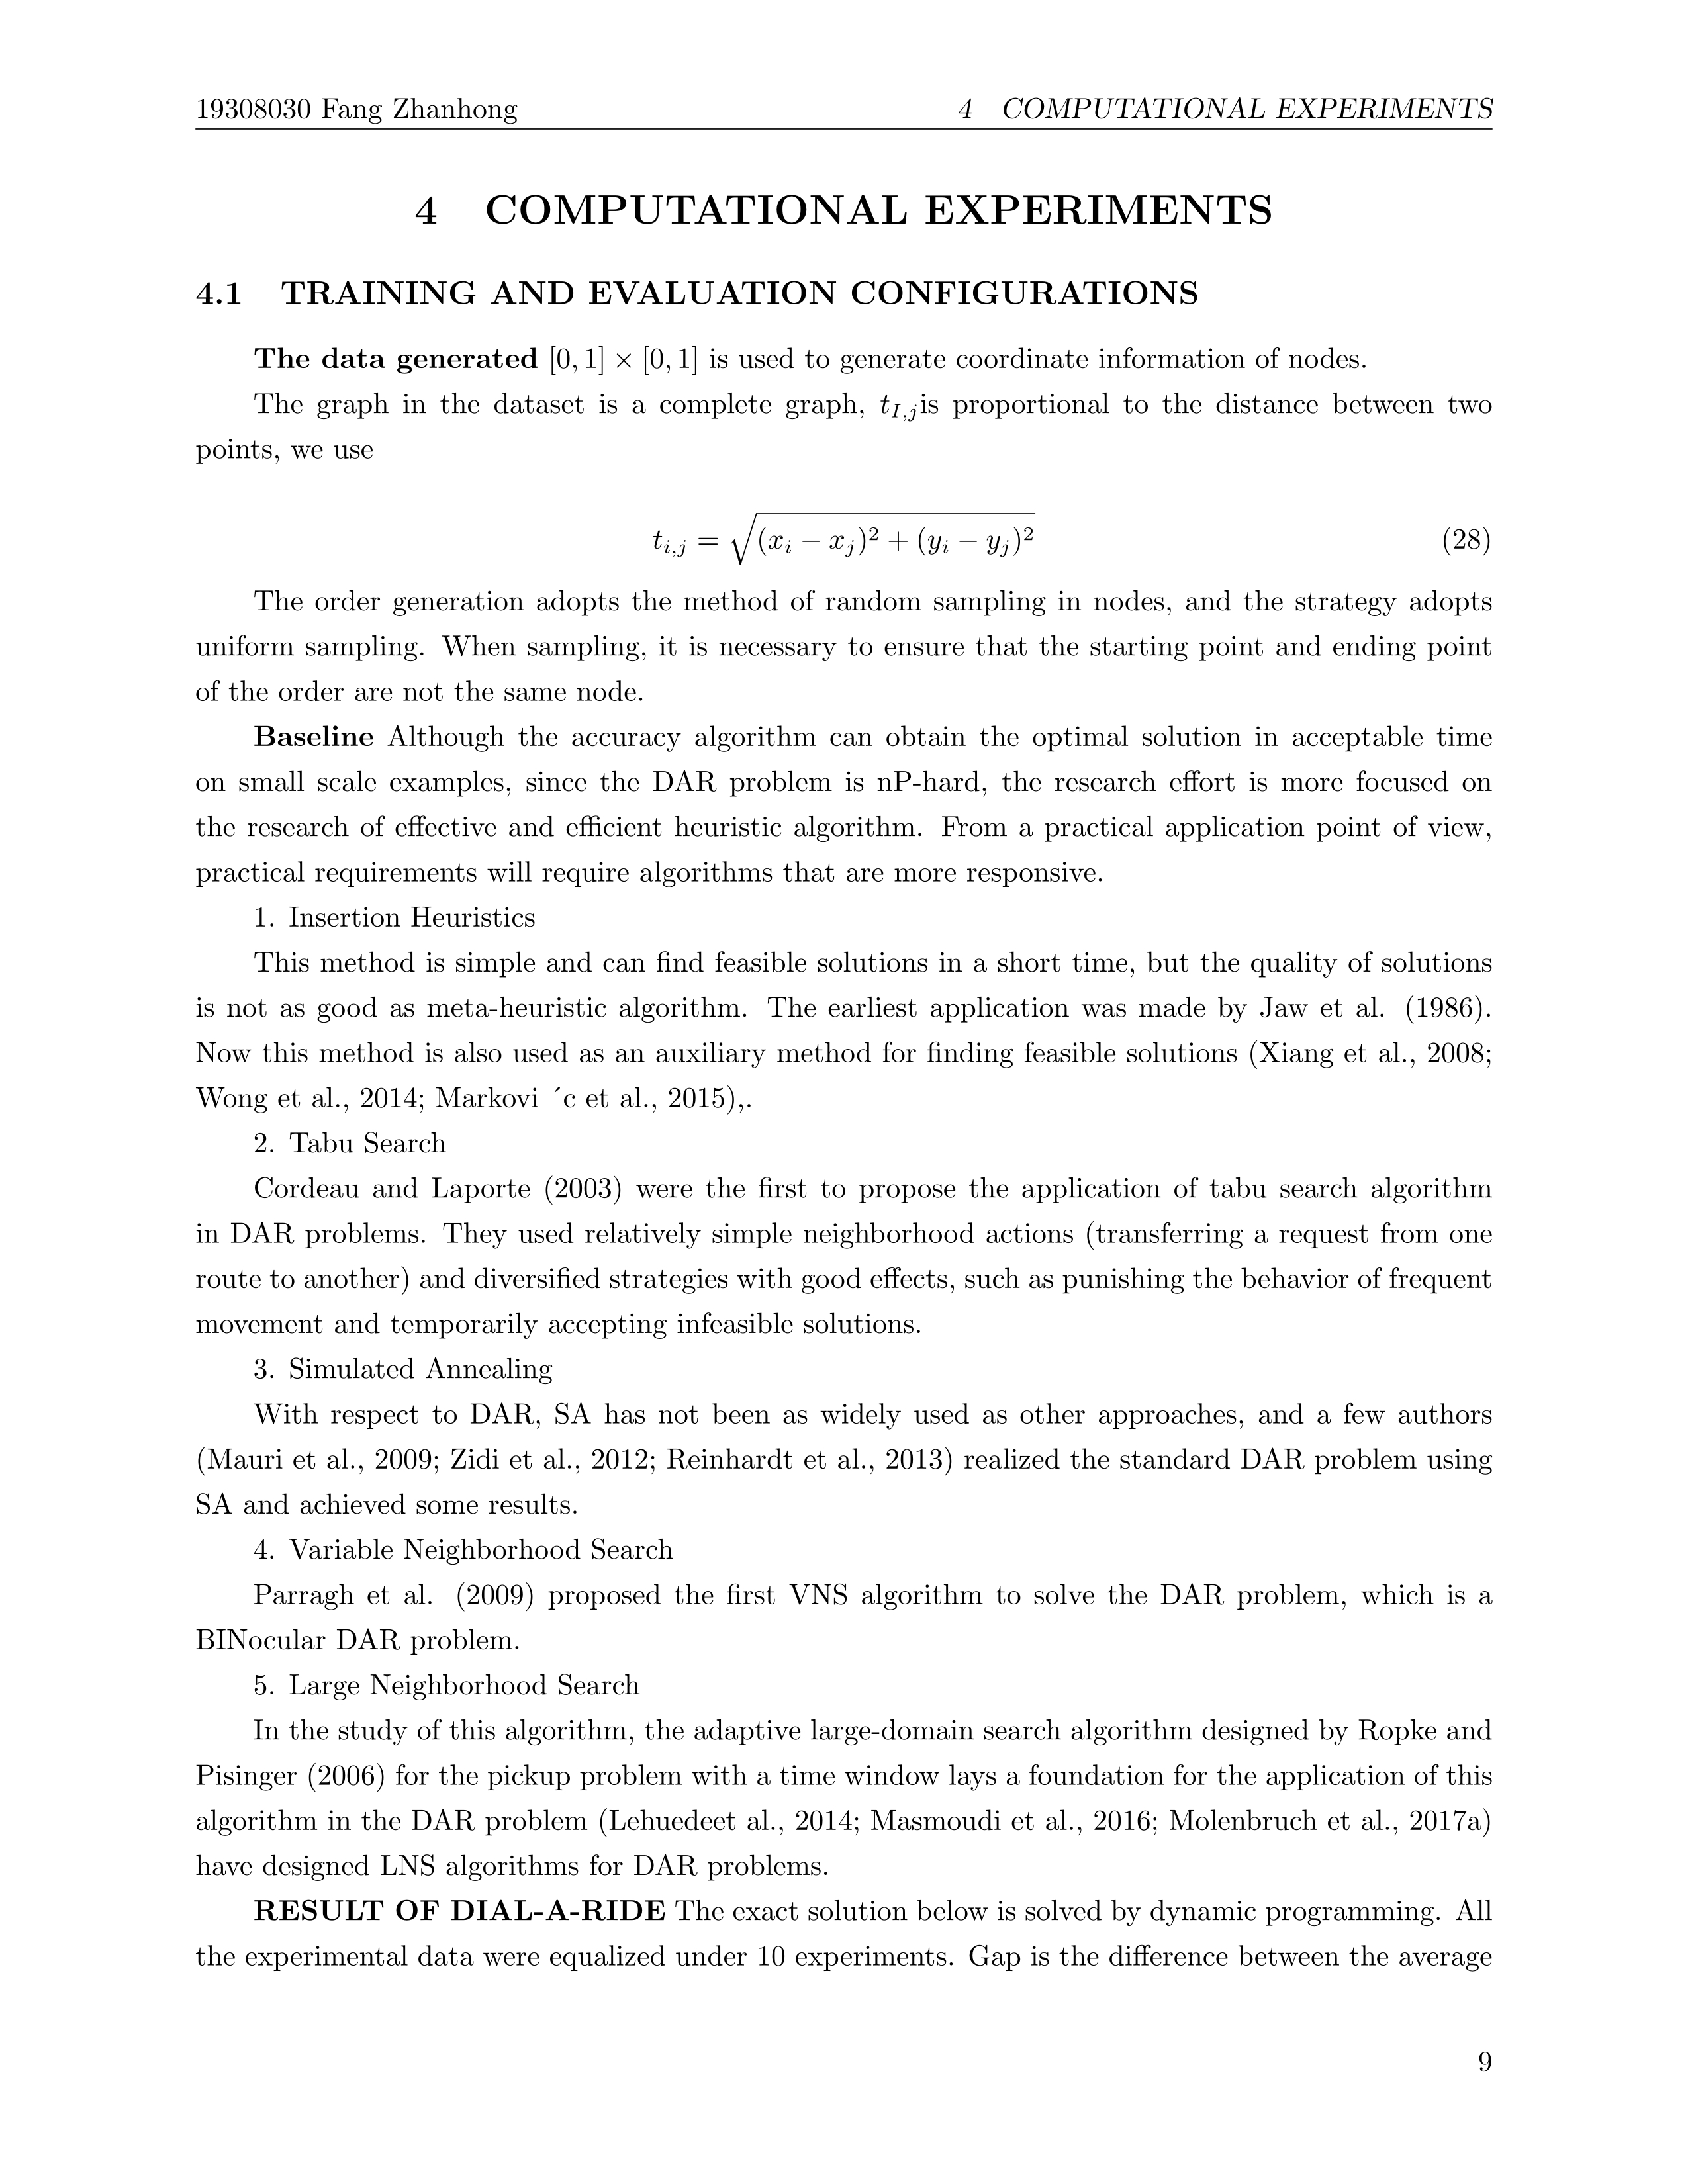 19308030 Fang Zhanhong 4 COMPUTATIONAL EXPERIMENTS
4 COMPUTATIONAL EXPERIMENTS
4.1 TRAINING AND EVALUATION CONFIGURATIONS
The data generated [0, 1] × [0, 1] is used to generate coordinate information of nodes.
The graph in the dataset is a complete graph, t_{I,j}is proportional to the distance between two
points, we use
t_{i,j} = √((x_i − x_j)² + (y_i − y_j)²) (28)
The order generation adopts the method of random sampling in nodes, and the strategy adopts
uniform sampling. When sampling, it is necessary to ensure that the starting point and ending point
of the order are not the same node.
Baseline Although the accuracy algorithm can obtain the optimal solution in acceptable time
on small scale examples, since the DAR problem is nP-hard, the research effort is more focused on
the research of effective and efficient heuristic algorithm. From a practical application point of view,
practical requirements will require algorithms that are more responsive.
1. Insertion Heuristics
This method is simple and can find feasible solutions in a short time, but the quality of solutions
is not as good as meta-heuristic algorithm. The earliest application was made by Jaw et al. (1986).
Now this method is also used as an auxiliary method for finding feasible solutions (Xiang et al., 2008;
Wong et al., 2014; Markovi ´c et al., 2015),.
2. Tabu Search
Cordeau and Laporte (2003) were the first to propose the application of tabu search algorithm
in DAR problems. They used relatively simple neighborhood actions (transferring a request from one
route to another) and diversified strategies with good effects, such as punishing the behavior of frequent
movement and temporarily accepting infeasible solutions.
3. Simulated Annealing
With respect to DAR, SA has not been as widely used as other approaches, and a few authors
(Mauri et al., 2009; Zidi et al., 2012; Reinhardt et al., 2013) realized the standard DAR problem using
SA and achieved some results.
4. Variable Neighborhood Search
Parragh et al. (2009) proposed the first VNS algorithm to solve the DAR problem, which is a
BINocular DAR problem.
5. Large Neighborhood Search
In the study of this algorithm, the adaptive large-domain search algorithm designed by Ropke and
Pisinger (2006) for the pickup problem with a time window lays a foundation for the application of this
algorithm in the DAR problem (Lehuedeet al., 2014; Masmoudi et al., 2016; Molenbruch et al., 2017a)
have designed LNS algorithms for DAR problems.
RESULT OF DIAL-A-RIDE The exact solution below is solved by dynamic programming. All
the experimental data were equalized under 10 experiments. Gap is the difference between the average
9